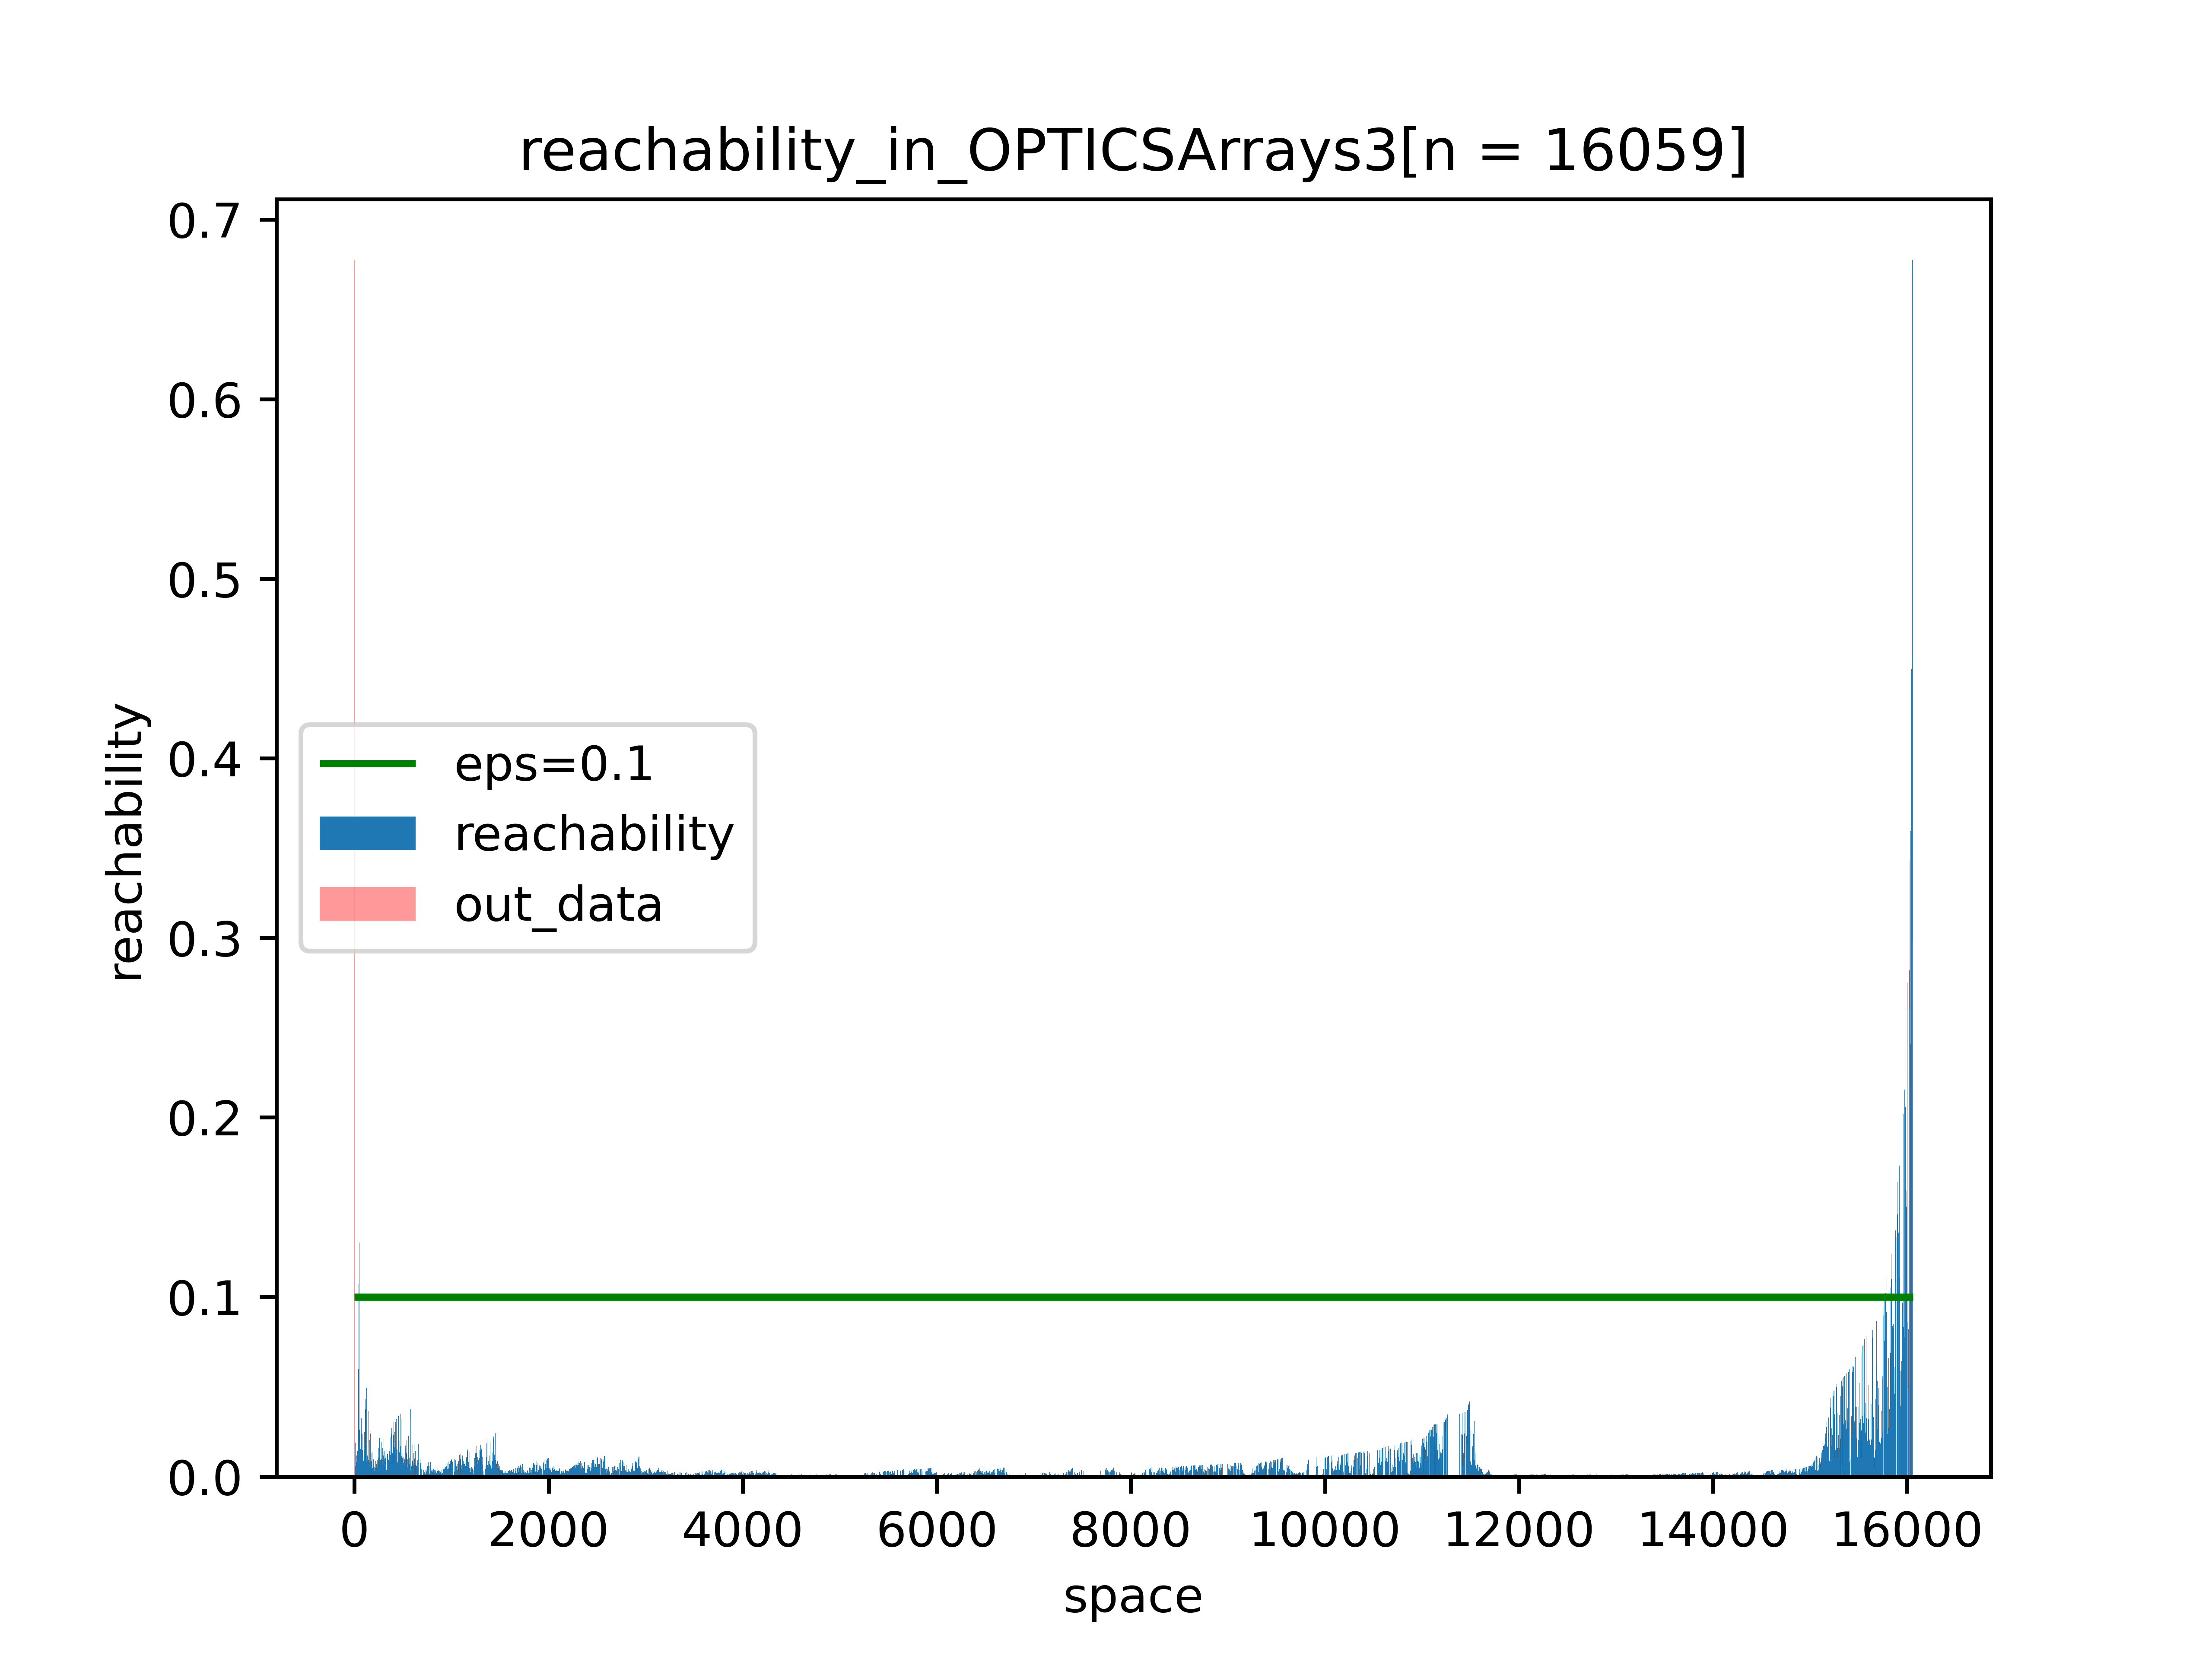 reachability_in_OPTICSArrays3[n = 16059]
0.7
0.6
0.5
0.4
0.3
0.2
0.1
0.0
reachability
eps=0.1
reachability
out_data
0 2000 4000 6000 8000 10000 12000 14000 16000
space